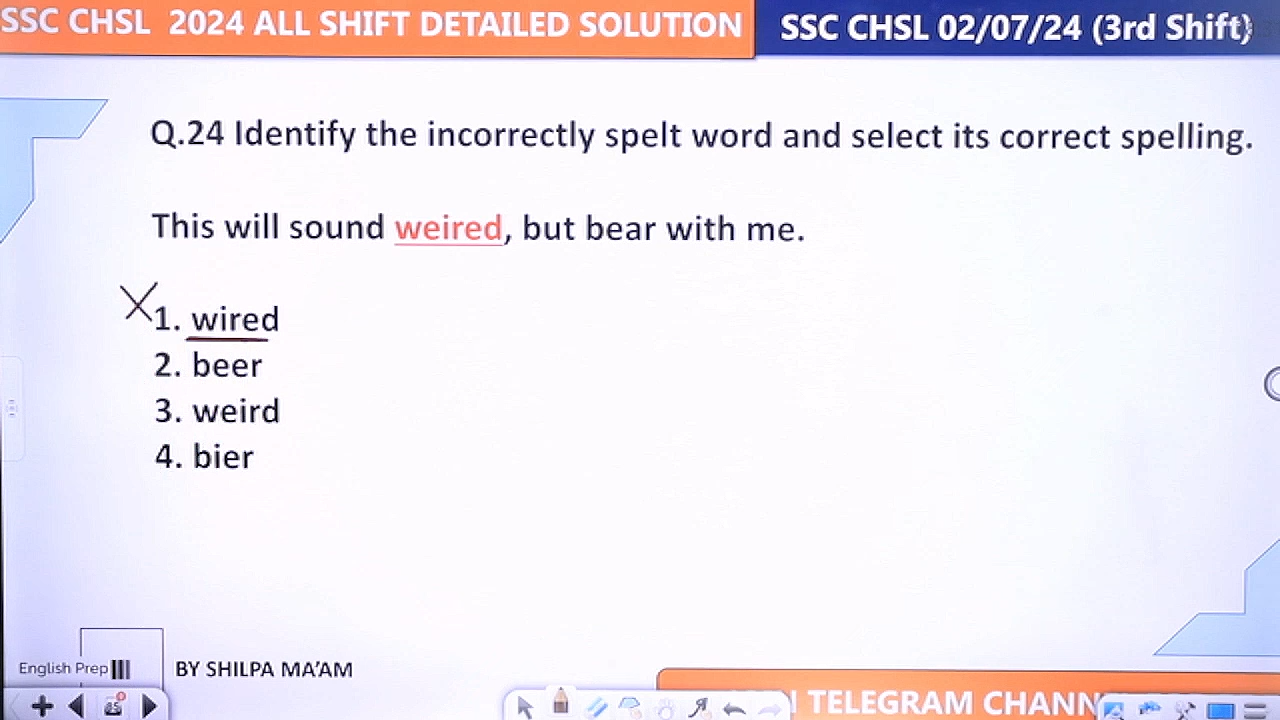 SSC CHSL 2024 ALL SHIFT DETAILED SOLUTION
SSC CHSL 02/07/24 (3rd Shift)
Q.24 Identify the incorrectly spelt word and select its correct spelling.
This will sound weired, but bear with me.
1. wired
2. beer
3. weird
4. bier
English Prep
BY SHILPA MA'AM
TELEGRAM